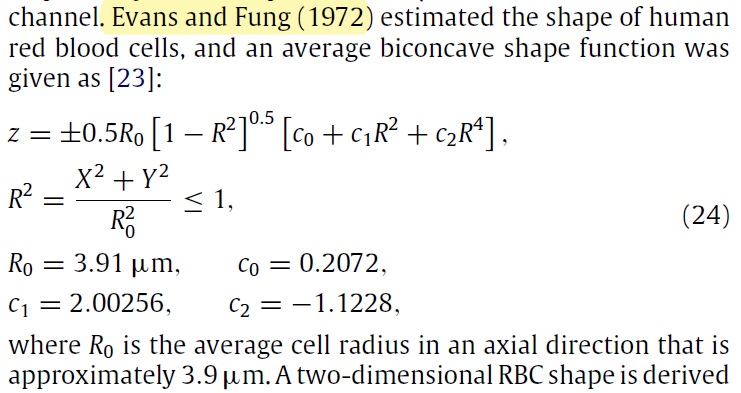 channel. Evans and Fung (1972) estimated the shape of human
red blood cells, and an average biconcave shape function was
given as [23]:
z = ±0.5R₀ [1 − R²]^0.5 [c₀ + c₁R² + c₂R⁴],
R² = (X² + Y²)/R₀² ≤ 1,
(24)
R₀ = 3.91 μm, c₀ = 0.2072,
c₁ = 2.00256, c₂ = −1.1228,
where R₀ is the average cell radius in an axial direction that is
approximately 3.9 μm. A two-dimensional RBC shape is derived